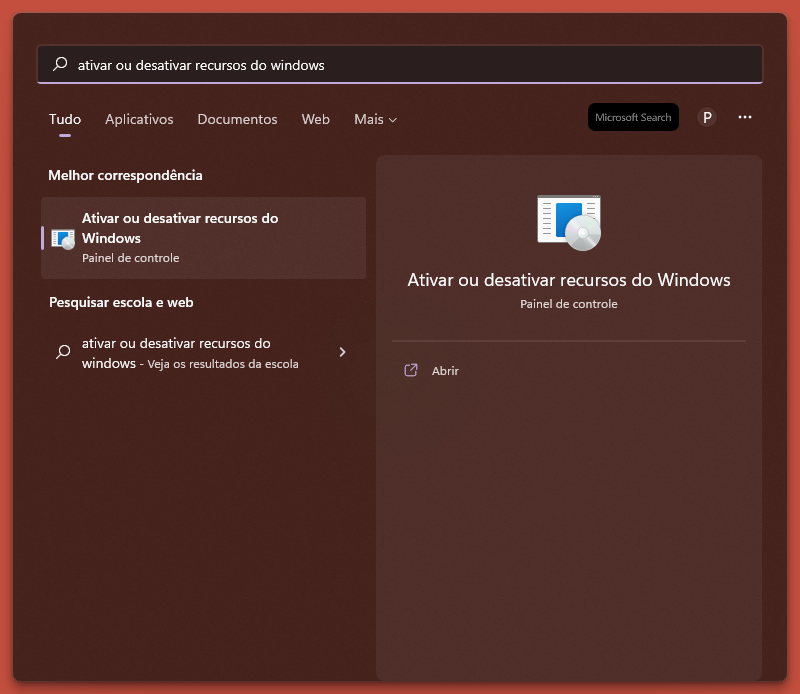 ativar ou desativar recursos do windows
Tudo Aplicativos Documentos Web Mais
Microsoft Search P
Melhor correspondência
Ativar ou desativar recursos do
Windows
Painel de controle
Pesquisar escola e web
ativar ou desativar recursos do
windows - Veja os resultados da escola
Ativar ou desativar recursos do Windows
Painel de controle
Abrir